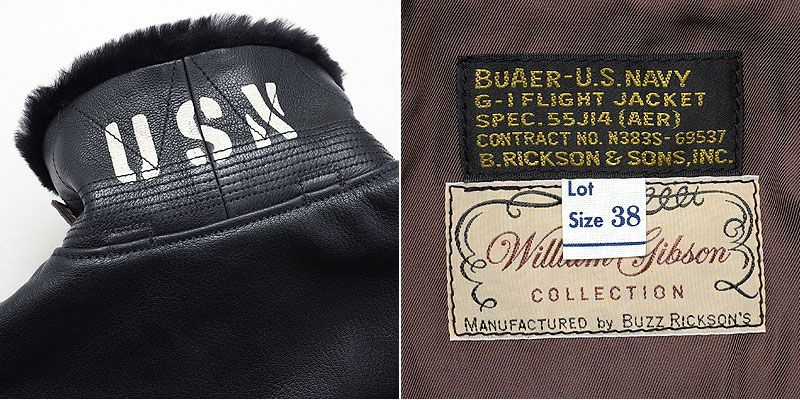 USN
BUAER-U.S.NAVY
G-1 FLIGHT JACKET
SPEC. 55J14 (AER)
CONTRACT NO. N383S-69537
B. RICKSON & SONS, INC.
Lot
Size 38
William Gibson
COLLECTION
MANUFACTURED by BUZZ RICKSON'S